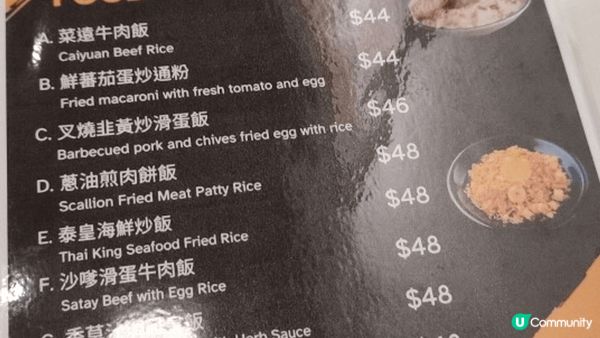 A. 菜遠牛肉飯 $44
Caiyuan Beef Rice
B. 鮮蕃茄蛋炒通粉 $44
Fried macaroni with fresh tomato and egg
C. 叉燒韭黃炒滑蛋飯 $46
Barbecued pork and chives fried egg with rice
D. 蔥油煎肉餅飯 $48
Scallion Fried Meat Patty Rice
E. 泰皇海鮮炒飯 $48
Thai King Seafood Fried Rice
F. 沙嗲滑蛋牛肉飯 $48
Satay Beef with Egg Rice
G. 香草 飯 $48
Herb Sauce
U Community